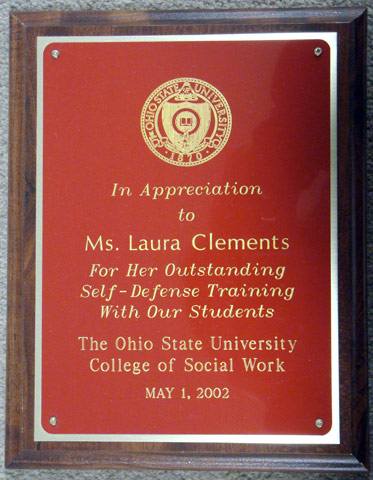 THE OHIO STATE UNIVERSITY
1870
In Appreciation
to
Ms. Laura Clements
For Her Outstanding
Self-Defense Training
With Our Students
The Ohio State University
College of Social Work
MAY 1, 2002